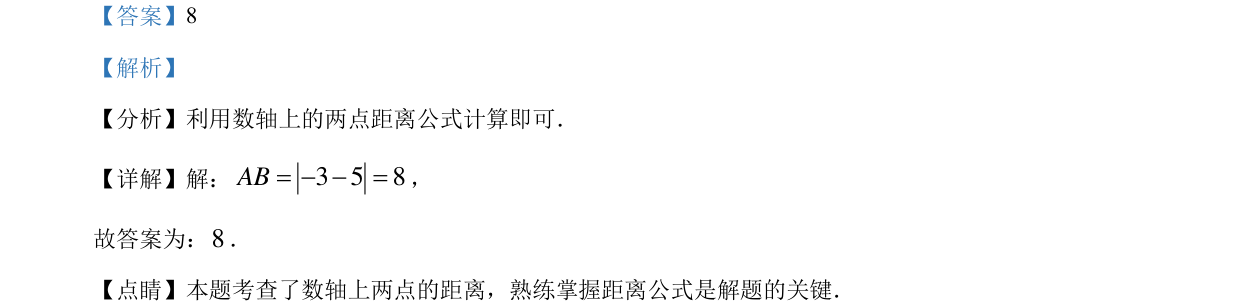 【答案】8
【解析】
【分析】利用数轴上的两点距离公式计算即可．
【详解】解：AB＝|−3−5|＝8，
故答案为：8．
【点睛】本题考查了数轴上两点的距离，熟练掌握距离公式是解题的关键．